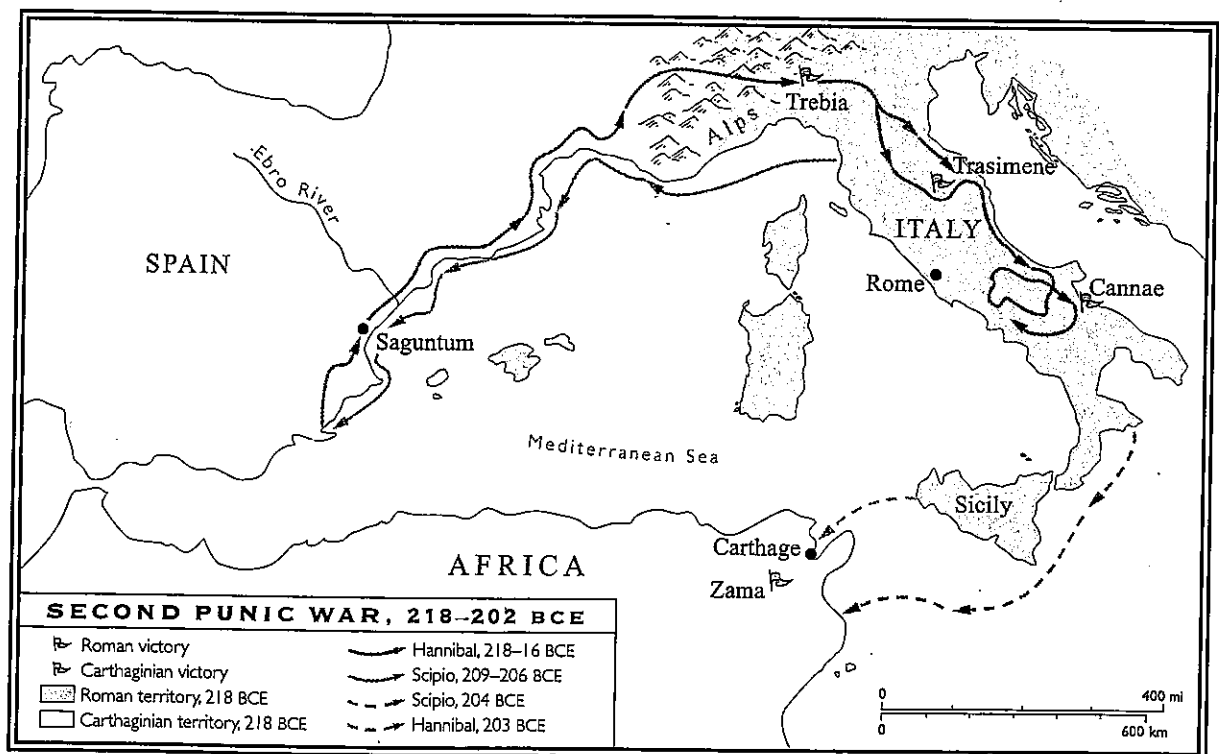 Trebia
Alps
Ebro River
Trasimene
SPAIN
ITALY
Rome
Cannae
Saguntum
Mediterranean Sea
Sicily
Carthage
AFRICA
Zama
SECOND PUNIC WAR, 218–202 BCE
Roman victory
Carthaginian victory
Roman territory, 218 BCE
Carthaginian territory, 218 BCE
Hannibal, 218–16 BCE
Scipio, 209–206 BCE
Scipio, 204 BCE
Hannibal, 203 BCE
0 400 mi
0 600 km